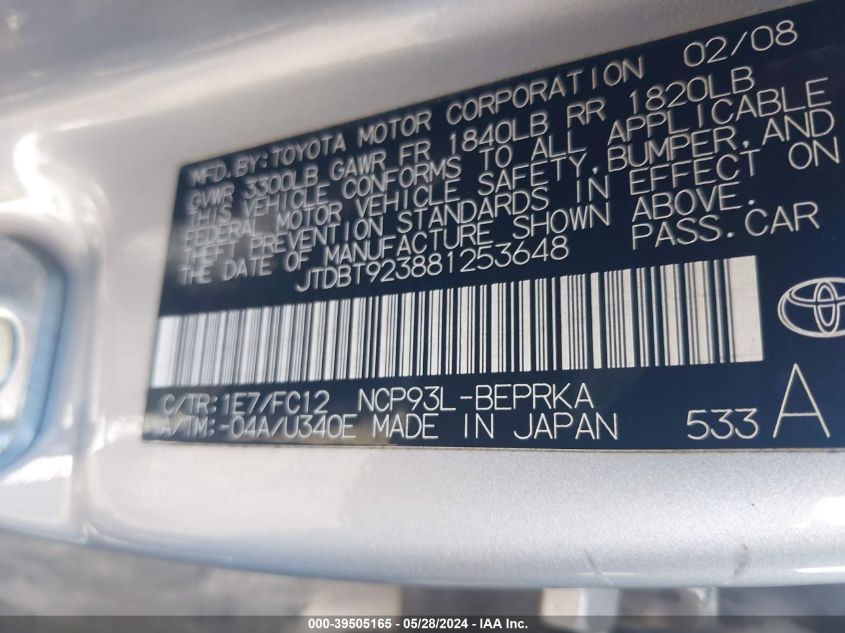 MFD.BY:TOYOTA MOTOR CORPORATION 02/08
GVWR 3300LB GAWR FR 1840LB RR 1820LB
THIS VEHICLE CONFORMS TO ALL APPLICABLE
FEDERAL MOTOR VEHICLE SAFETY,BUMPER,AND
THEFT PREVENTION STANDARDS IN EFFECT ON
THE DATE OF MANUFACTURE SHOWN ABOVE.
JTDBT923881253648 PASS.CAR
C/TR:1E7/FC12 NCP93L-BEPRKA
A/TM:-04A/U340E MADE IN JAPAN 533 A
000-39505165 - 05/28/2024 - IAA Inc.